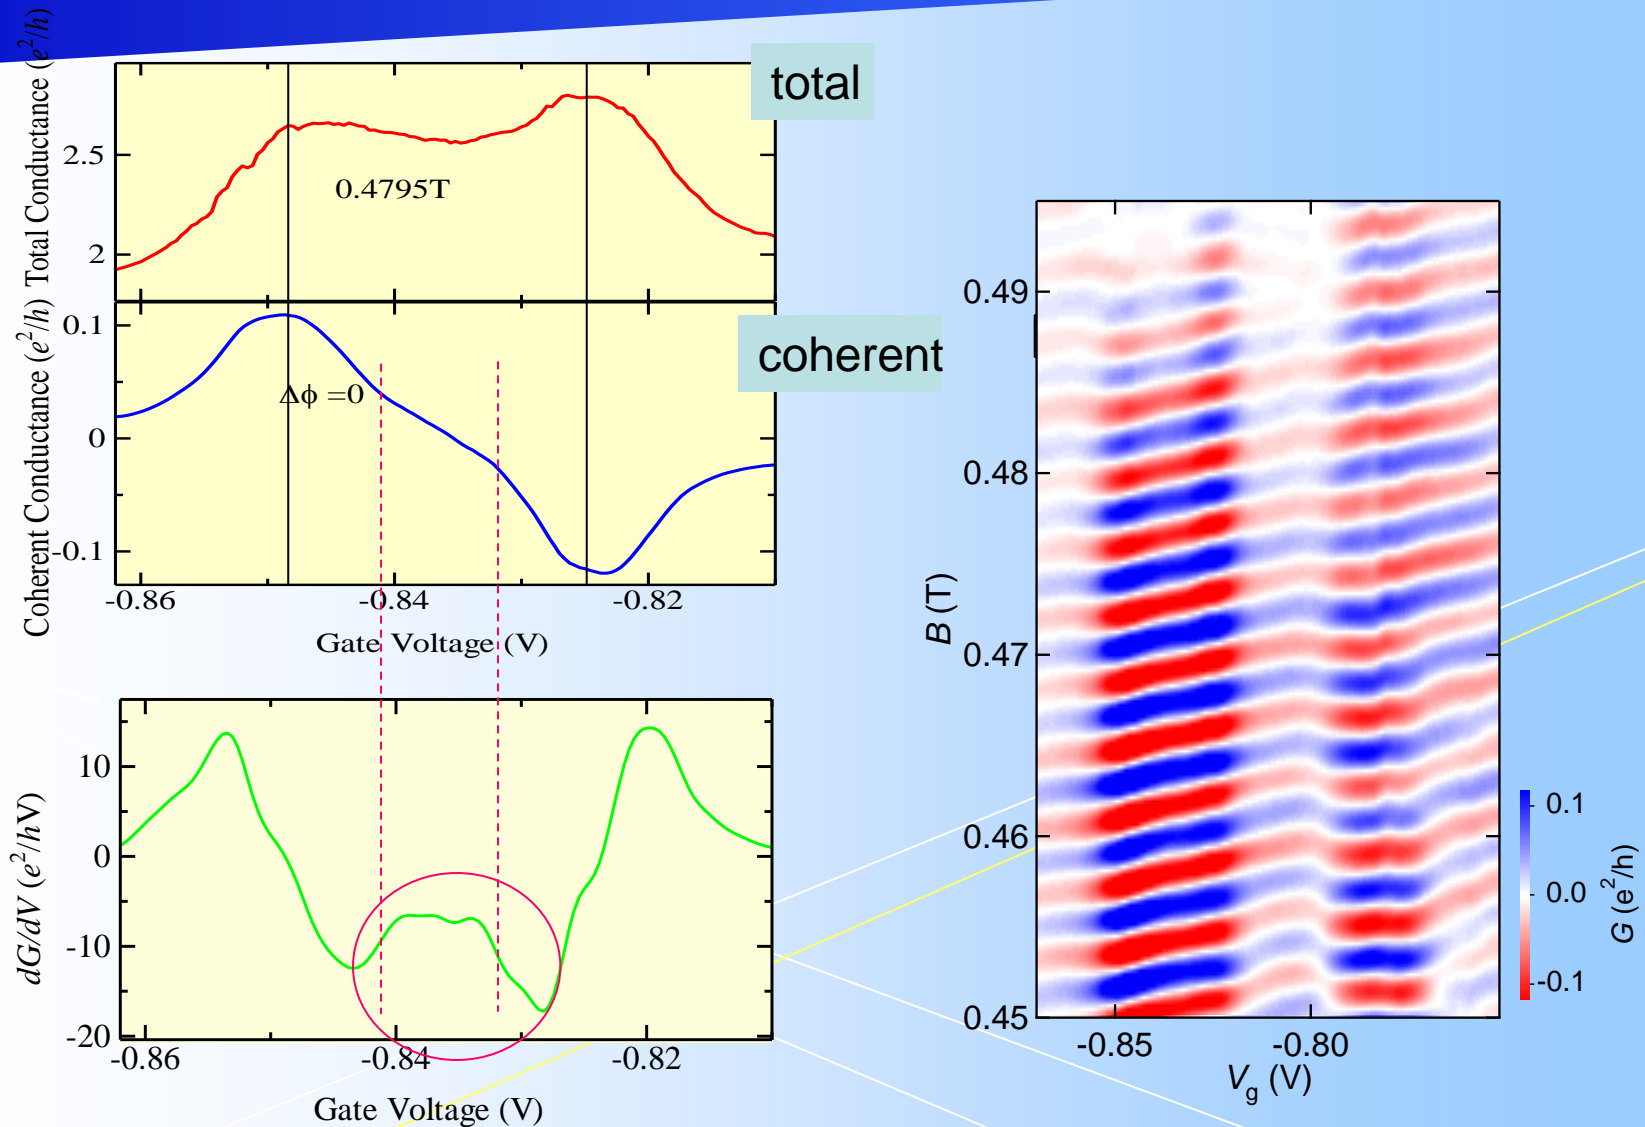 total
Total Conductance (e²/h)
2.5
2
0.4795T
coherent
Coherent Conductance (e²/h)
0.1
0
-0.1
Δϕ =0
-0.86
-0.84
-0.82
Gate Voltage (V)
dG/dV (e²/hV)
10
0
-10
-20
-0.86
-0.84
-0.82
Gate Voltage (V)
B (T)
0.49
0.48
0.47
0.46
0.45
-0.85
-0.80
Vg (V)
0.1
0.0
-0.1
G (e²/h)